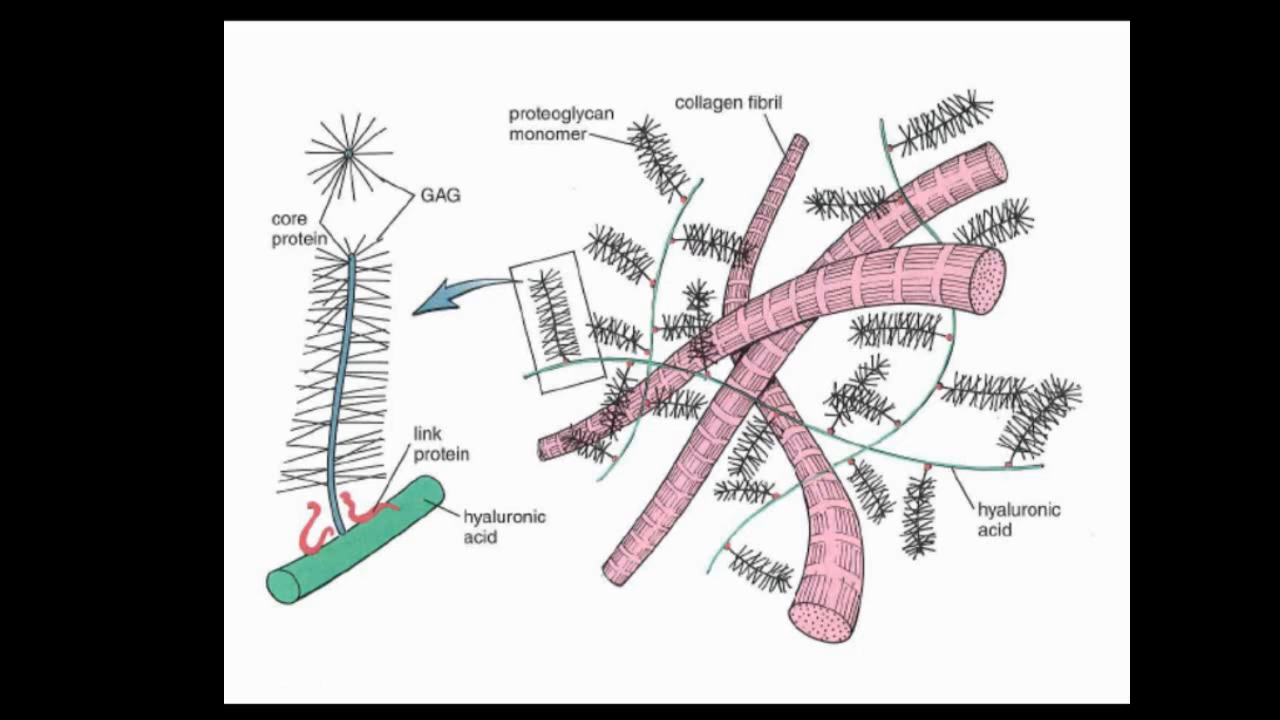 proteoglycan
monomer
collagen fibril
GAG
core
protein
link
protein
hyaluronic
acid
hyaluronic
acid